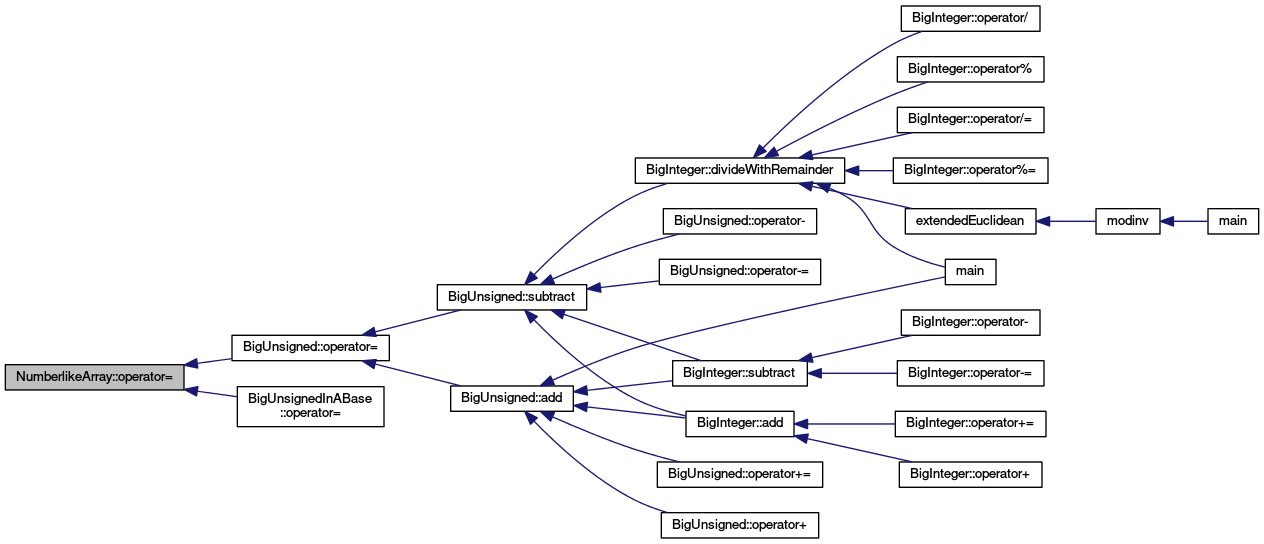 BigInteger::operator/
BigInteger::operator%
BigInteger::operator/=
BigInteger::divideWithRemainder
BigInteger::operator%=
BigUnsigned::operator-
extendedEuclidean
modinv
main
BigUnsigned::operator-=
main
BigUnsigned::subtract
BigInteger::operator-
BigUnsigned::operator=
NumberlikeArray::operator=
BigInteger::subtract
BigInteger::operator-=
BigUnsignedInABase
::operator=
BigUnsigned::add
BigInteger::add
BigInteger::operator+=
BigUnsigned::operator+=
BigInteger::operator+
BigUnsigned::operator+